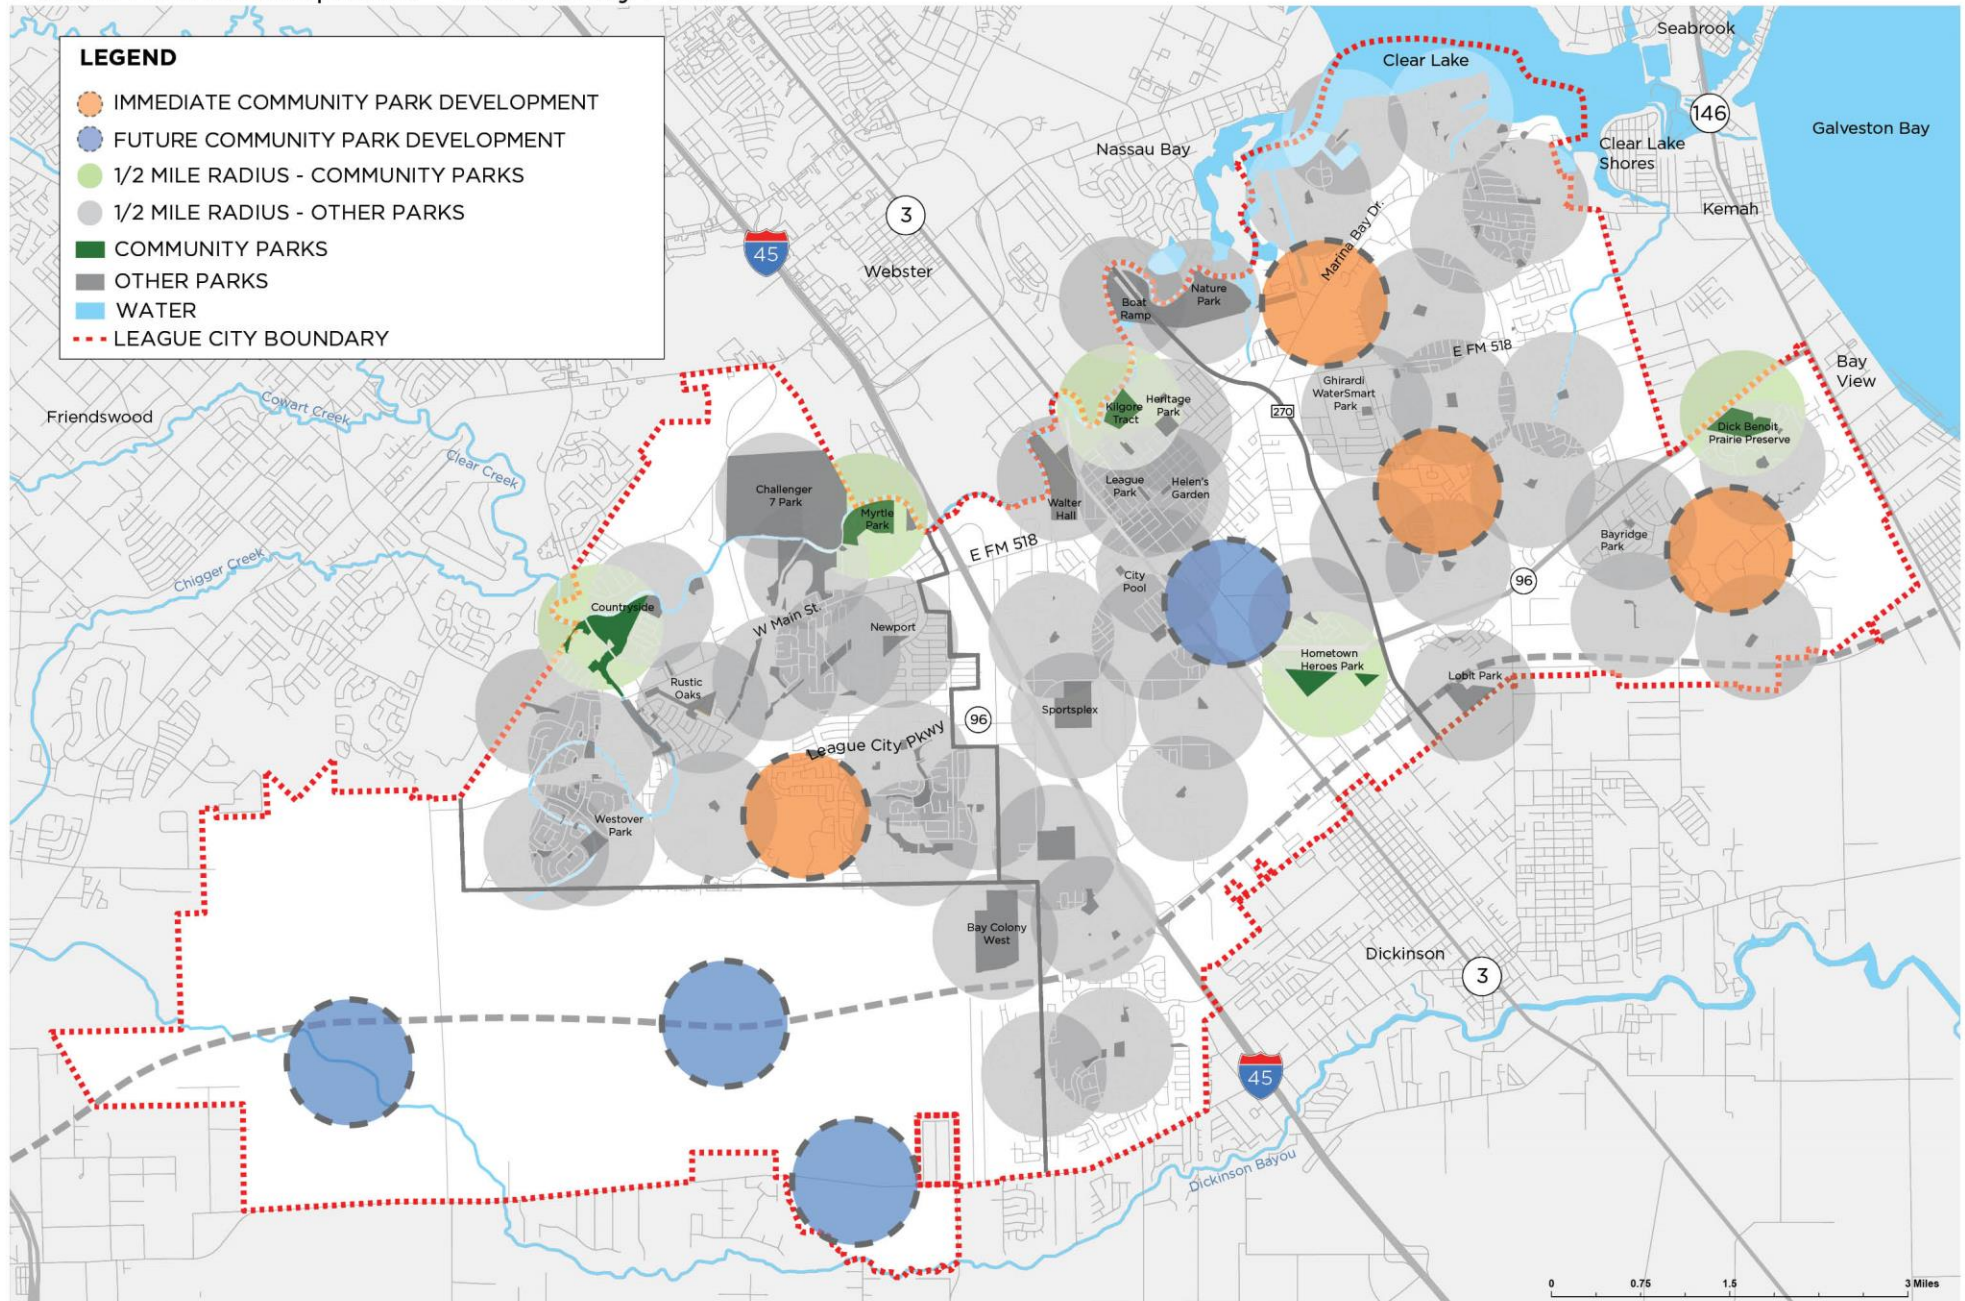 LEGEND
IMMEDIATE COMMUNITY PARK DEVELOPMENT
FUTURE COMMUNITY PARK DEVELOPMENT
1/2 MILE RADIUS - COMMUNITY PARKS
1/2 MILE RADIUS - OTHER PARKS
COMMUNITY PARKS
OTHER PARKS
WATER
LEAGUE CITY BOUNDARY
Seabrook
Clear Lake
146
Galveston Bay
Nassau Bay
Clear Lake
Shores
Kemah
3
45
Webster
Marina Bay Dr.
Nature
Park
Boat
Ramp
E FM 518
Bay
View
Friendswood
Cowart Creek
Clear Creek
Chigger Creek
Ghirardi
WaterSmart
Park
270
Kilgore
Tract
Heritage
Park
Dick Benoit
Prairie Preserve
Challenger
7 Park
Myrtle
Park
League
Park
Helen's
Garden
Walter
Hall
E FM 518
Bayridge
Park
City
Pool
96
Countryside
W Main St.
Newport
Rustic
Oaks
Hometown
Heroes Park
Lobit Park
Sportsplex
96
League City Pkwy
Westover
Park
Bay Colony
West
Dickinson
3
45
Dickinson Bayou
0 0.75 1.5 3 Miles